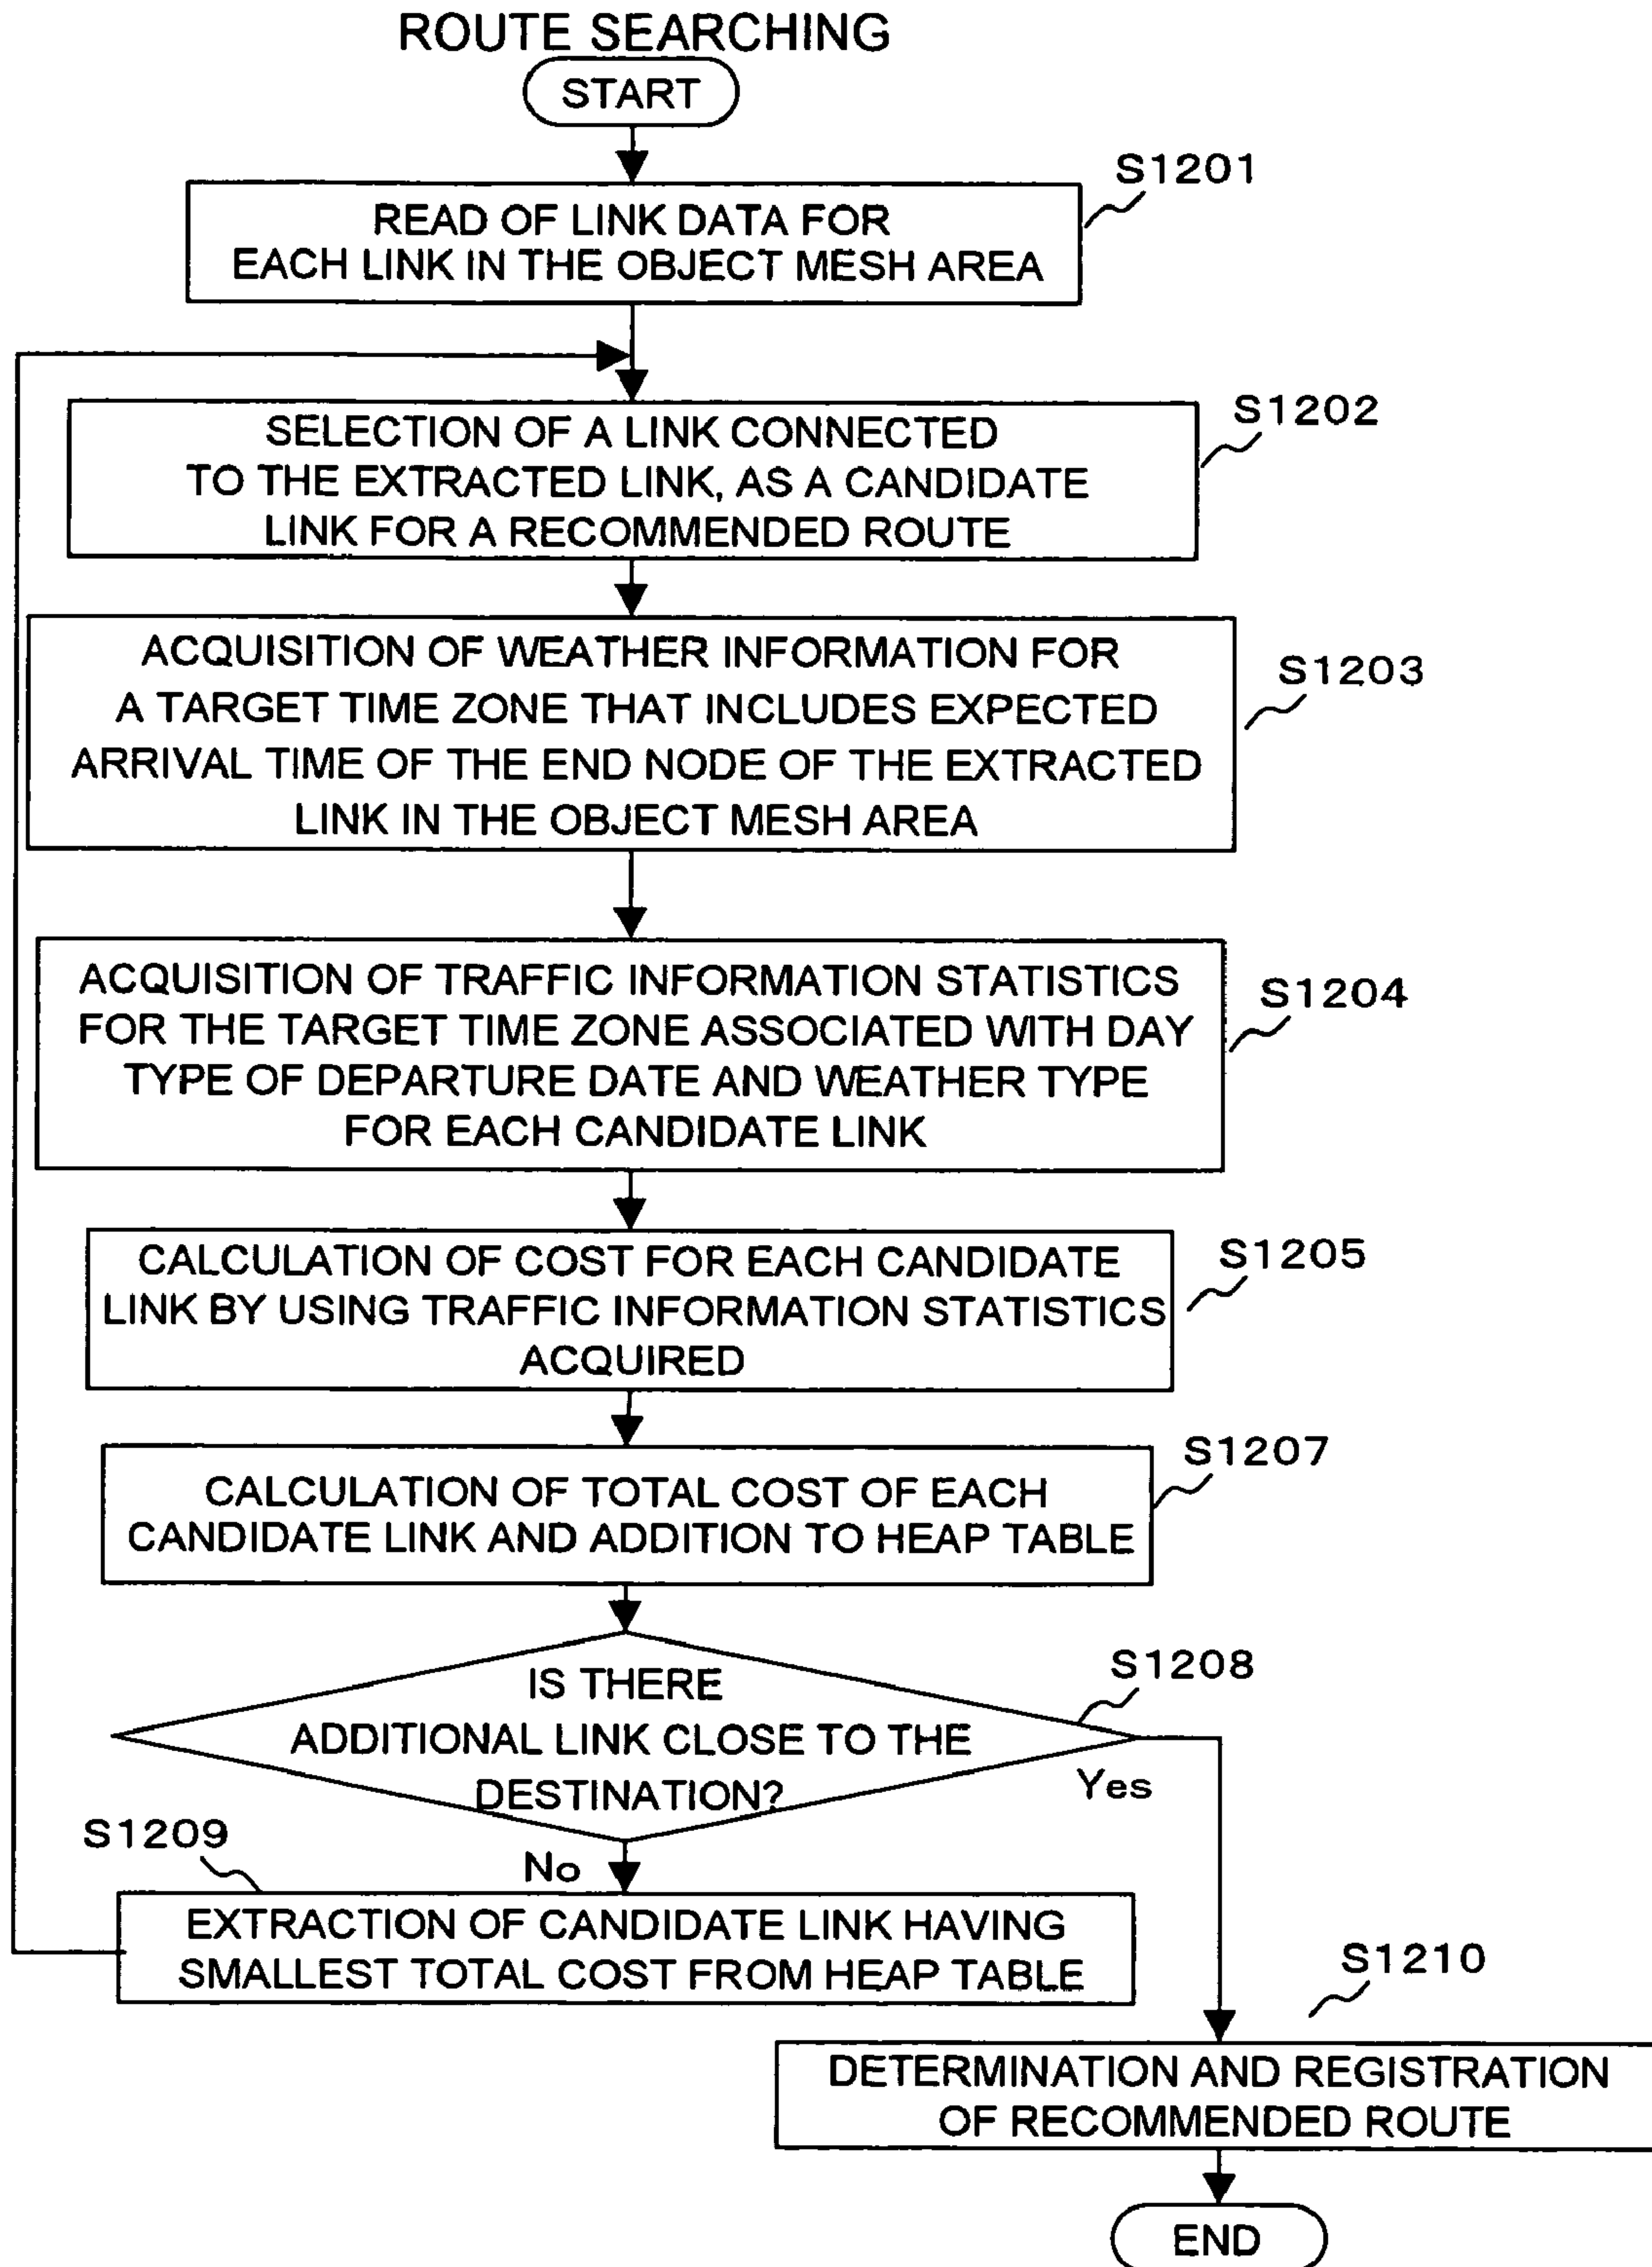 ROUTE SEARCHING
START
S1201
READ OF LINK DATA FOR
EACH LINK IN THE OBJECT MESH AREA
S1202
SELECTION OF A LINK CONNECTED
TO THE EXTRACTED LINK, AS A CANDIDATE
LINK FOR A RECOMMENDED ROUTE
S1203
ACQUISITION OF WEATHER INFORMATION FOR
A TARGET TIME ZONE THAT INCLUDES EXPECTED
ARRIVAL TIME OF THE END NODE OF THE EXTRACTED
LINK IN THE OBJECT MESH AREA
S1204
ACQUISITION OF TRAFFIC INFORMATION STATISTICS
FOR THE TARGET TIME ZONE ASSOCIATED WITH DAY
TYPE OF DEPARTURE DATE AND WEATHER TYPE
FOR EACH CANDIDATE LINK
S1205
CALCULATION OF COST FOR EACH CANDIDATE
LINK BY USING TRAFFIC INFORMATION STATISTICS
ACQUIRED
S1207
CALCULATION OF TOTAL COST OF EACH
CANDIDATE LINK AND ADDITION TO HEAP TABLE
S1208
IS THERE
ADDITIONAL LINK CLOSE TO THE
DESTINATION?
Yes
S1209
No
EXTRACTION OF CANDIDATE LINK HAVING
SMALLEST TOTAL COST FROM HEAP TABLE
S1210
DETERMINATION AND REGISTRATION
OF RECOMMENDED ROUTE
END